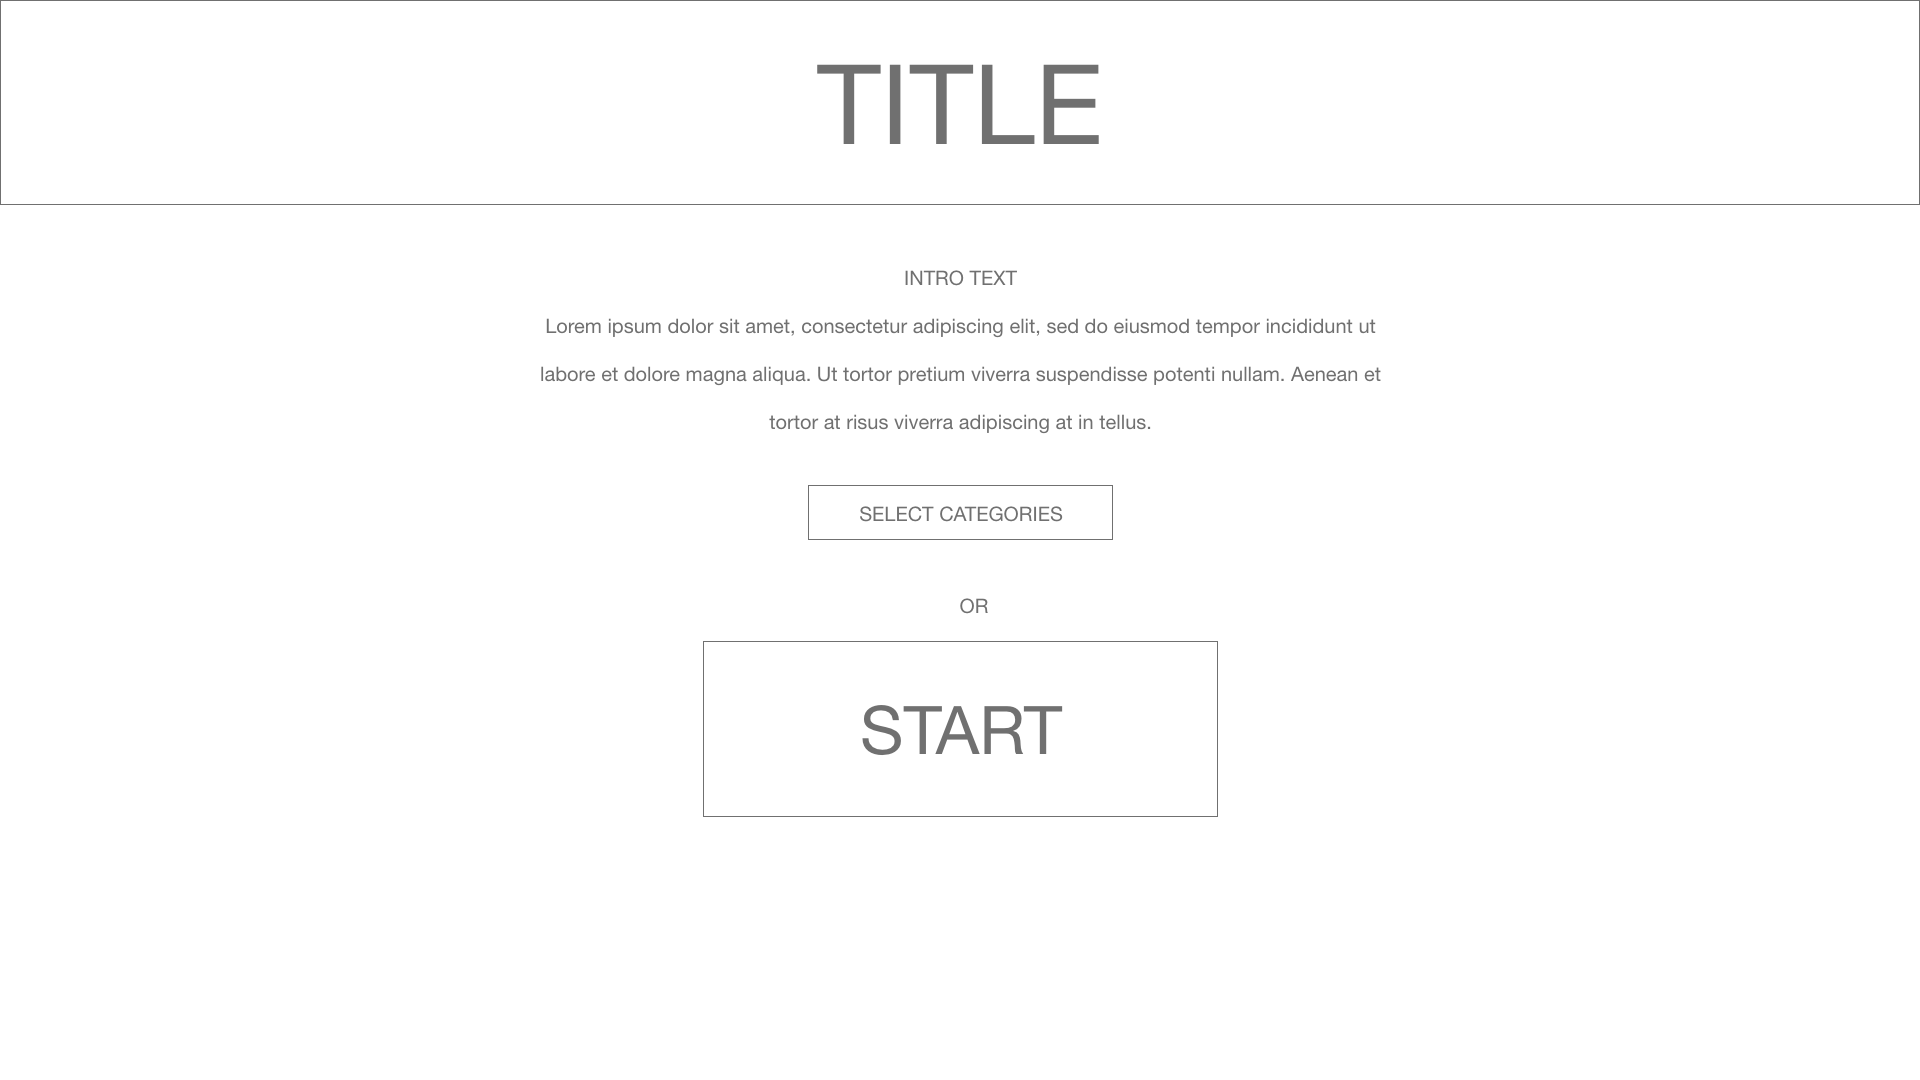 TITLE
INTRO TEXT
Lorem ipsum dolor sit amet, consectetur adipiscing elit, sed do eiusmod tempor incididunt ut
labore et dolore magna aliqua. Ut tortor pretium viverra suspendisse potenti nullam. Aenean et
tortor at risus viverra adipiscing at in tellus.
SELECT CATEGORIES
OR
START